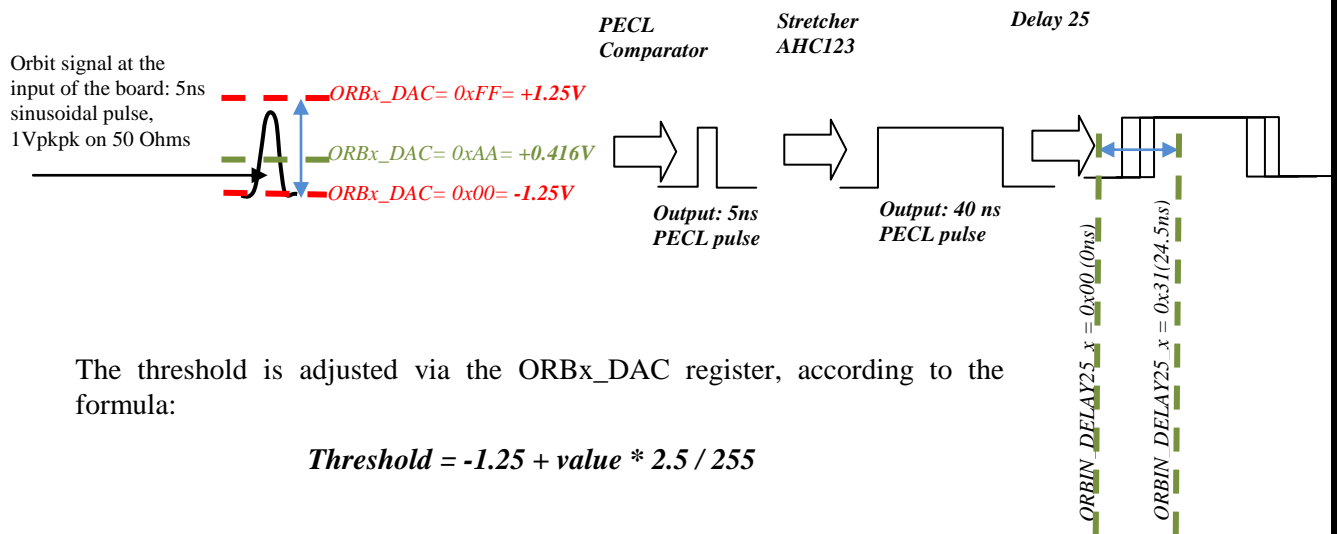 PECL
Comparator
Stretcher
AHC123
Delay 25
Orbit signal at the
input of the board: 5ns
sinusoidal pulse,
1Vpkpk on 50 Ohms
ORBx_DAC= 0xFF= +1.25V
ORBx_DAC= 0xAA= +0.416V
ORBx_DAC= 0x00= -1.25V
Output: 5ns
PECL pulse
Output: 40 ns
PECL pulse
ORBIN_DELAY25_x = 0x00 (0ns)
ORBIN_DELAY25_x = 0x31(24.5ns)
The threshold is adjusted via the ORBx_DAC register, according to the
formula:
Threshold = -1.25 + value * 2.5 / 255